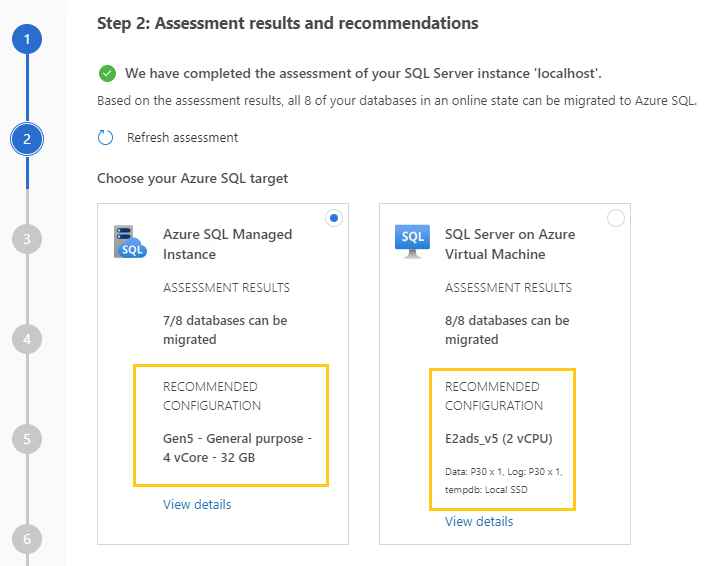 Step 2: Assessment results and recommendations
1
We have completed the assessment of your SQL Server instance 'localhost'.
Based on the assessment results, all 8 of your databases in an online state can be migrated to Azure SQL.
2
Refresh assessment
Choose your Azure SQL target
3
4
5
6
SQL
Azure SQL Managed
Instance
ASSESSMENT RESULTS
7/8 databases can be
migrated
RECOMMENDED
CONFIGURATION
Gen5 - General purpose -
4 vCore - 32 GB
View details
SQL
SQL Server on Azure
Virtual Machine
ASSESSMENT RESULTS
8/8 databases can be
migrated
RECOMMENDED
CONFIGURATION
E2ads_v5 (2 vCPU)
Data: P30 x 1, Log: P30 x 1,
tempdb: Local SSD
View details